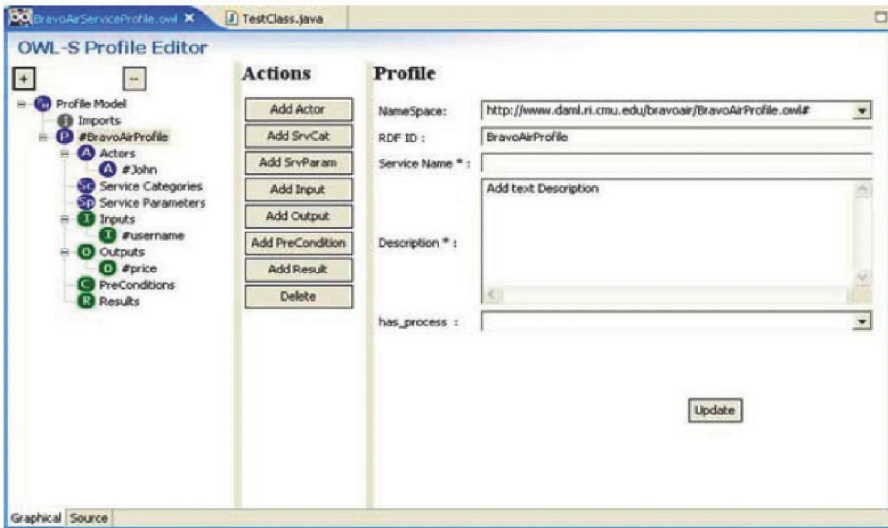 BravoAirServiceProfile.owl
TestClass.java
OWL-S Profile Editor
+
--
Profile Model
Imports
#BravoAirProfile
Actors
#John
Service Categories
Service Parameters
Inputs
#username
Outputs
#price
PreConditions
Results
Actions
Add Actor
Add SrvCat
Add SrvParam
Add Input
Add Output
Add PreCondition
Add Result
Delete
Profile
NameSpace: http://www.daml.ri.cmu.edu/bravoair/BravoAirProfile.owl#
RDF ID : BravoAirProfile
Service Name * :
Description * : Add text Description
has_process :
Update
Graphical Source